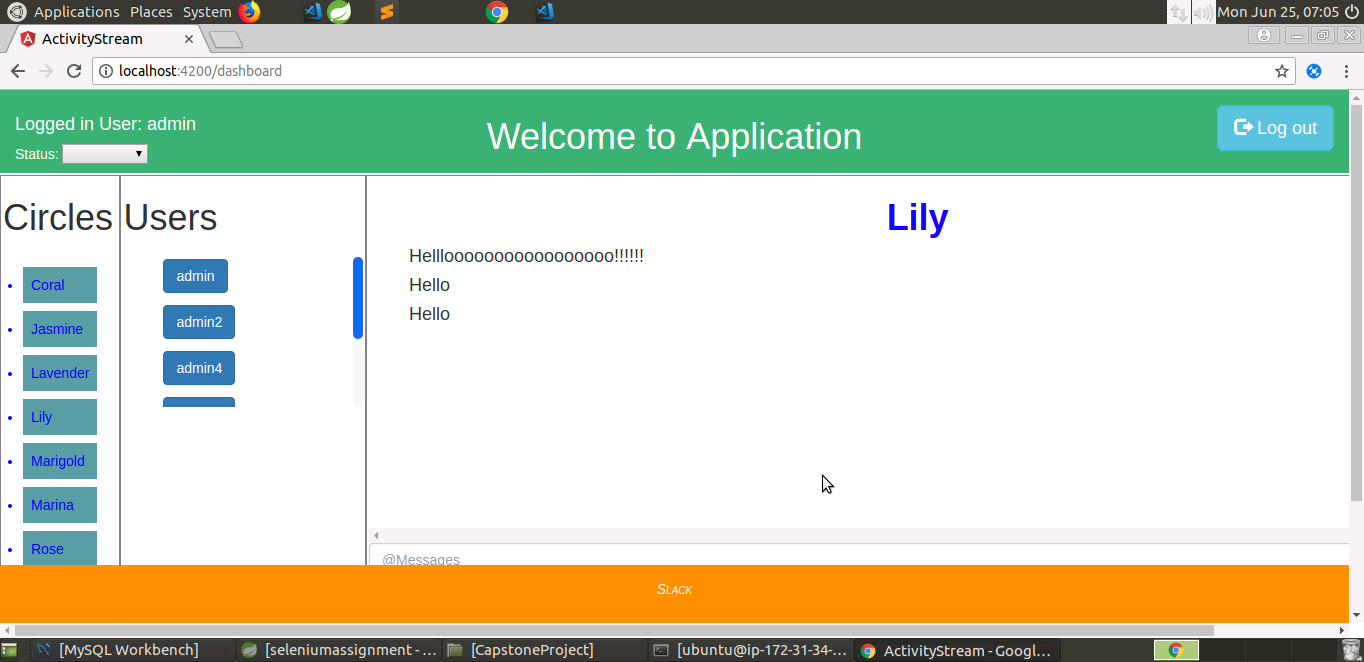 Applications Places System Mon Jun 25, 07:05
ActivityStream
localhost:4200/dashboard
Logged in User: admin
Status:
Welcome to Application
Log out
Circles
Coral
Jasmine
Lavender
Lily
Marigold
Marina
Rose
Users
admin
admin2
admin4
Lily
Hellloooooooooooooooooo!!!!!!
Hello
Hello
@Messages
Slack
[MySQL Workbench] [seleniumassignment - ... [CapstoneProject] [ubuntu@ip-172-31-34-... ActivityStream - Googl...